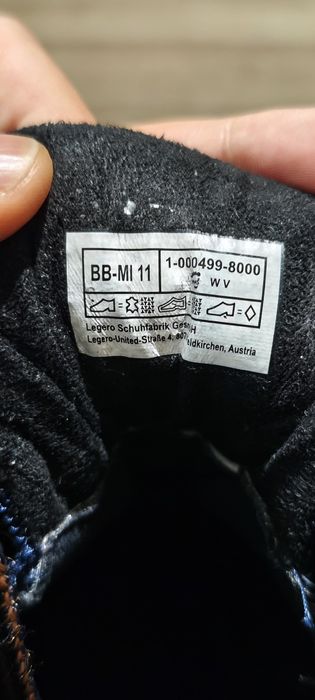 BB-MI 11
1-000499-8000
W V
Legero Schuhfabrik
Legero-United-Straße 4, Austria